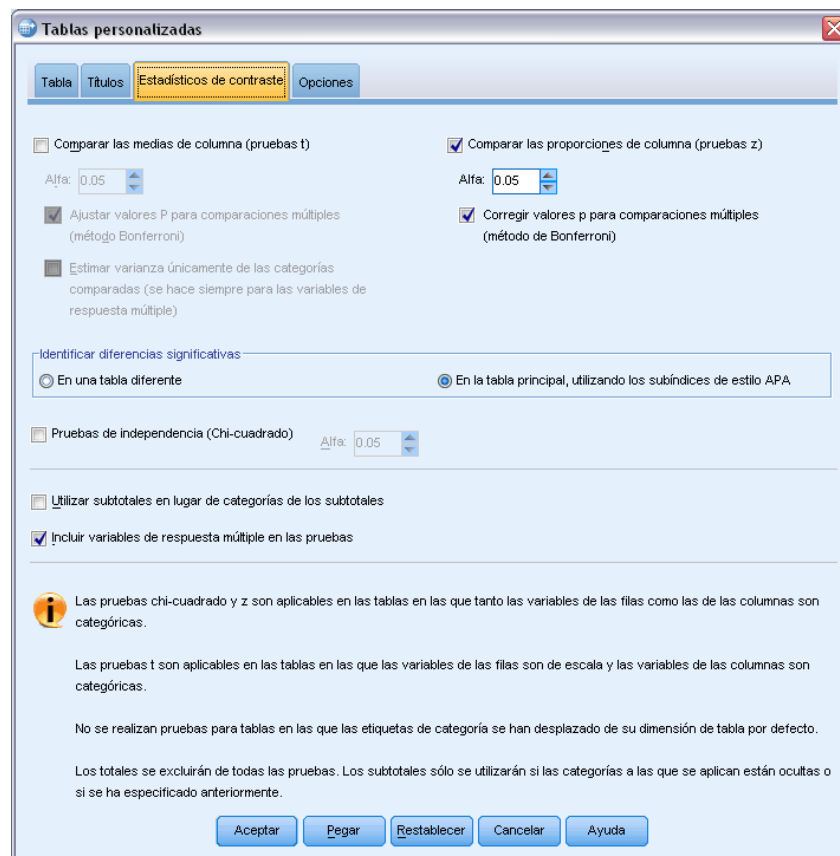 Tablas personalizadas
Tabla Títulos Estadísticos de contraste Opciones
Comparar las medias de columna (pruebas t)
Alfa: 0.05
Ajustar valores P para comparaciones múltiples
(método Bonferroni)
Estimar varianza únicamente de las categorías
comparadas (se hace siempre para las variables de
respuesta múltiple)
Comparar las proporciones de columna (pruebas z)
Alfa: 0.05
Corregir valores p para comparaciones múltiples
(método de Bonferroni)
Identificar diferencias significativas
En una tabla diferente
En la tabla principal, utilizando los subíndices de estilo APA
Pruebas de independencia (Chi-cuadrado)
Alfa: 0.05
Utilizar subtotales en lugar de categorías de los subtotales
Incluir variables de respuesta múltiple en las pruebas
Las pruebas chi-cuadrado y z son aplicables en las tablas en las que tanto las variables de las filas como las de las columnas son
categóricas.
Las pruebas t son aplicables en las tablas en las que las variables de las filas son de escala y las variables de las columnas son
categóricas.
No se realizan pruebas para tablas en las que las etiquetas de categoría se han desplazado de su dimensión de tabla por defecto.
Los totales se excluirán de todas las pruebas. Los subtotales sólo se utilizarán si las categorías a las que se aplican están ocultas o
si se ha especificado anteriormente.
Aceptar Pegar Restablecer Cancelar Ayuda